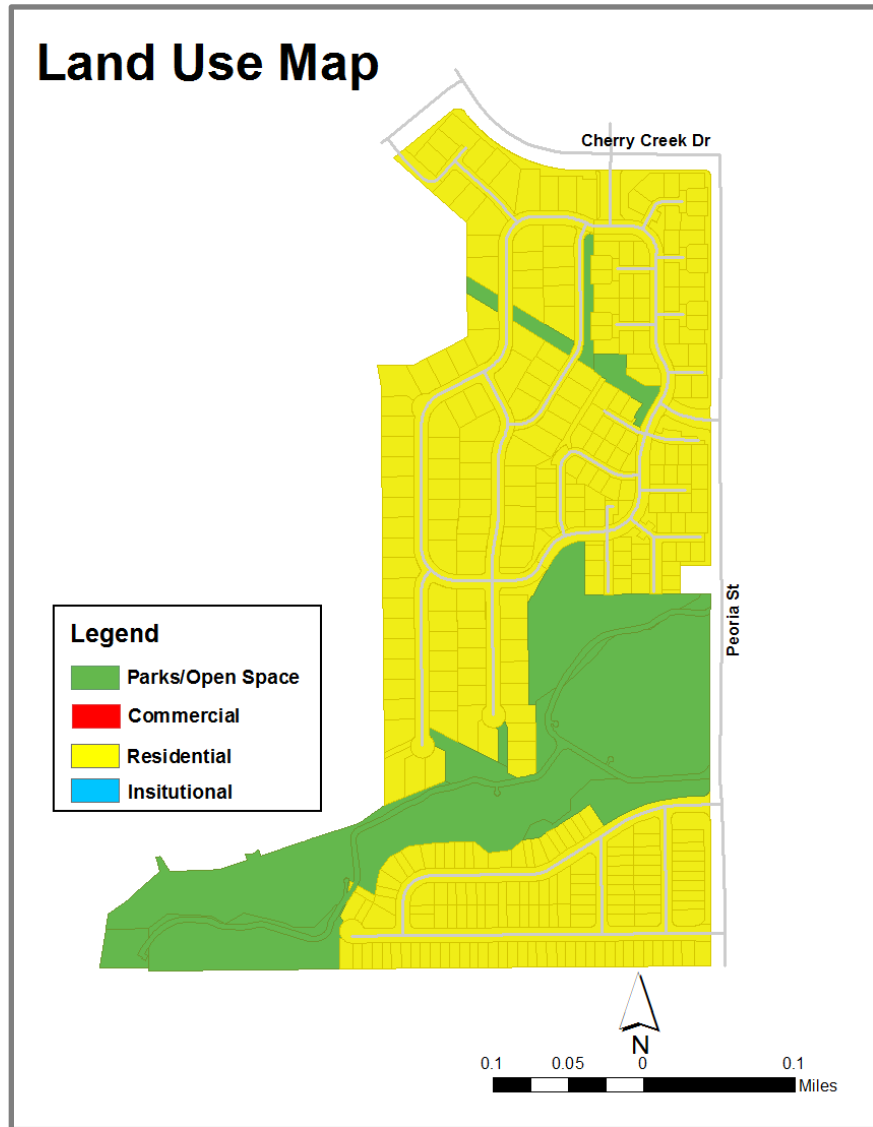 Land Use Map
Cherry Creek Dr
Peoria St
Legend
Parks/Open Space
Commercial
Residential
Insitutional
N
0.1 0.05 0 0.1
Miles